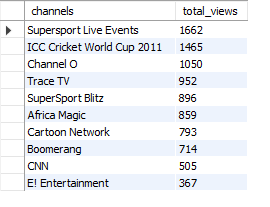 channels total_views
Supersport Live Events 1662
ICC Cricket World Cup 2011 1465
Channel O 1050
Trace TV 952
SuperSport Blitz 896
Africa Magic 859
Cartoon Network 793
Boomerang 714
CNN 505
E! Entertainment 367